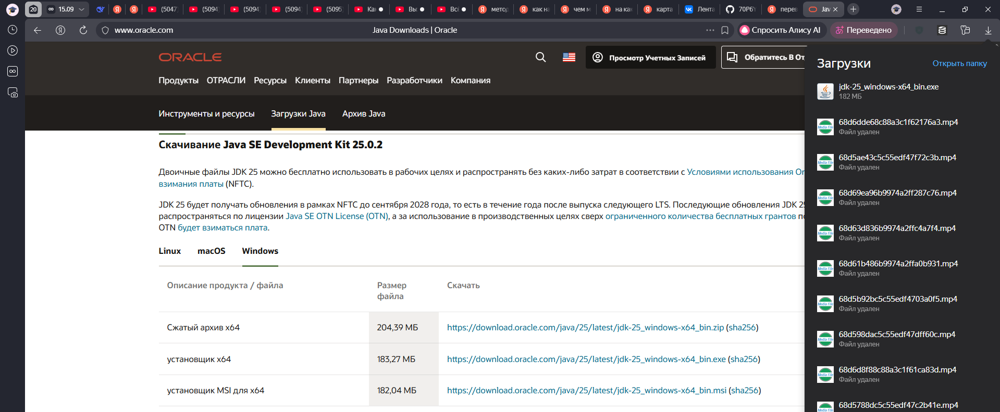 20
15.09
(5047
(5094
(5094
(5094
(5095
Как
Вы
Всё
метод
как на
чем м
на как
карта
Лента
70P6Y
перев
Jav
www.oracle.com
Java Downloads | Oracle
Спросить Алису AI
Переведено
ORACLE
Просмотр Учетных Записей
Обратитесь В От
Продукты ОТРАСЛИ Ресурсы Клиенты Партнеры Разработчики Компания
Инструменты и ресурсы Загрузки Java Архив Java
Скачивание Java SE Development Kit 25.0.2
Двоичные файлы JDK 25 можно бесплатно использовать в рабочих целях и распространять без каких-либо затрат в соответствии с Условиями использования Or
взимания платы (NFTC).
JDK 25 будет получать обновления в рамках NFTC до сентября 2028 года, то есть в течение года после выпуска следующего LTS. Последующие обновления JDK 25
распространяться по лицензии Java SE OTN License (OTN), а за использование в производственных целях сверх ограниченного количества бесплатных грантов по
OTN будет взиматься плата.
Linux macOS Windows
Описание продукта / файла
Размер
файла
Скачать
Сжатый архив x64 204,39 МБ https://download.oracle.com/java/25/latest/jdk-25_windows-x64_bin.zip (sha256)
установщик x64 183,27 МБ https://download.oracle.com/java/25/latest/jdk-25_windows-x64_bin.exe (sha256)
установщик MSI для x64 182,04 МБ https://download.oracle.com/java/25/latest/jdk-25_windows-x64_bin.msi (sha256)
Загрузки
Открыть папку
jdk-25_windows-x64_bin.exe
182 МБ
68d6dde68c88a3c1f62176a3.mp4
Файл удален
68d5ae43c5c55edf47f72c3b.mp4
Файл удален
68d69ea96b9974a2ff287c76.mp4
Файл удален
68d63d836b9974a2ffc4a7f4.mp4
Файл удален
68d61b486b9974a2ffa0b931.mp4
Файл удален
68d5b92bc5c55edf4703a0f5.mp4
Файл удален
68d598dac5c55edf47dff60c.mp4
Файл удален
68d6d8f88c88a3c1f61ca83d.mp4
Файл удален
68d5788dc5c55edf47c2b41e.mp4